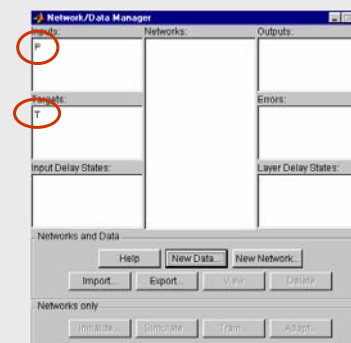 Network/Data Manager
Inputs: Networks: Outputs:
P
Targets: Errors:
T
Input Delay States: Layer Delay States:
Networks and Data
Help New Data... New Network...
Import... Export... View Delete
Networks only
Initialize... Simulate... Train... Adapt...